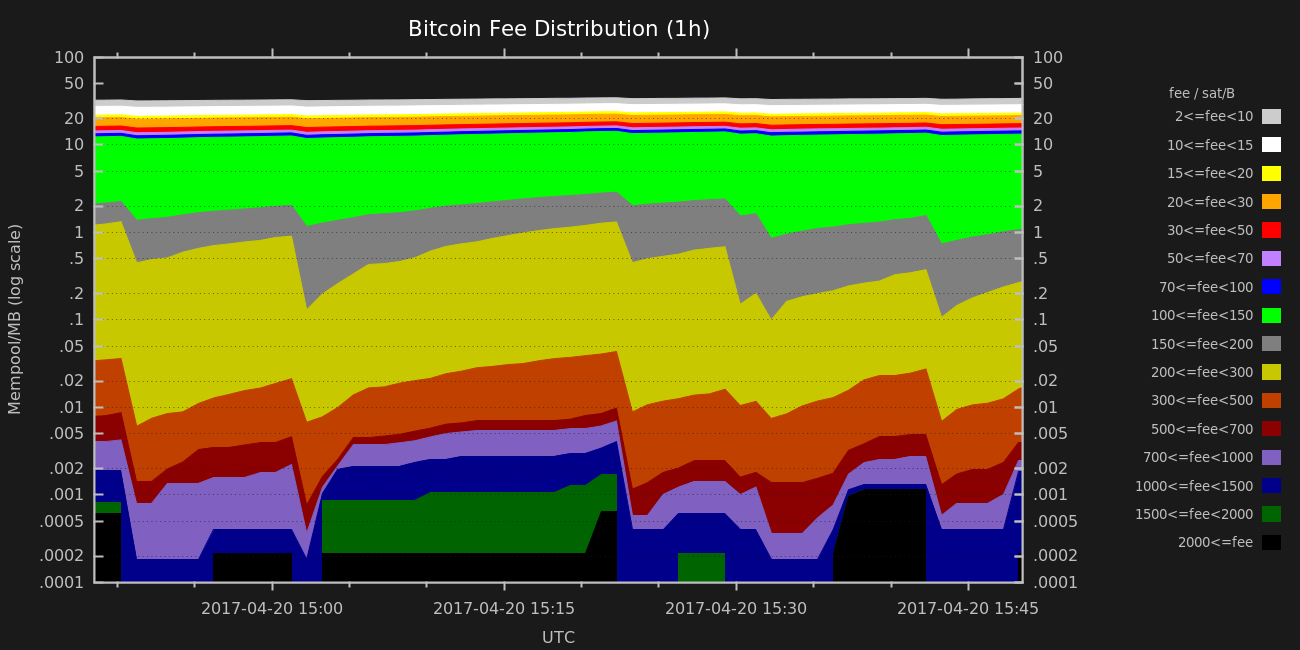 Bitcoin Fee Distribution (1h)
100 100
50 50
20 20
10 10
5 5
2 2
1 1
.5 .5
.2 .2
.1 .1
.05 .05
.02 .02
.01 .01
.005 .005
.002 .002
.001 .001
.0005 .0005
.0002 .0002
.0001 .0001
Mempool/MB (log scale)
2017-04-20 15:00 2017-04-20 15:15 2017-04-20 15:30 2017-04-20 15:45
UTC
fee / sat/B
2<=fee<10
10<=fee<15
15<=fee<20
20<=fee<30
30<=fee<50
50<=fee<70
70<=fee<100
100<=fee<150
150<=fee<200
200<=fee<300
300<=fee<500
500<=fee<700
700<=fee<1000
1000<=fee<1500
1500<=fee<2000
2000<=fee